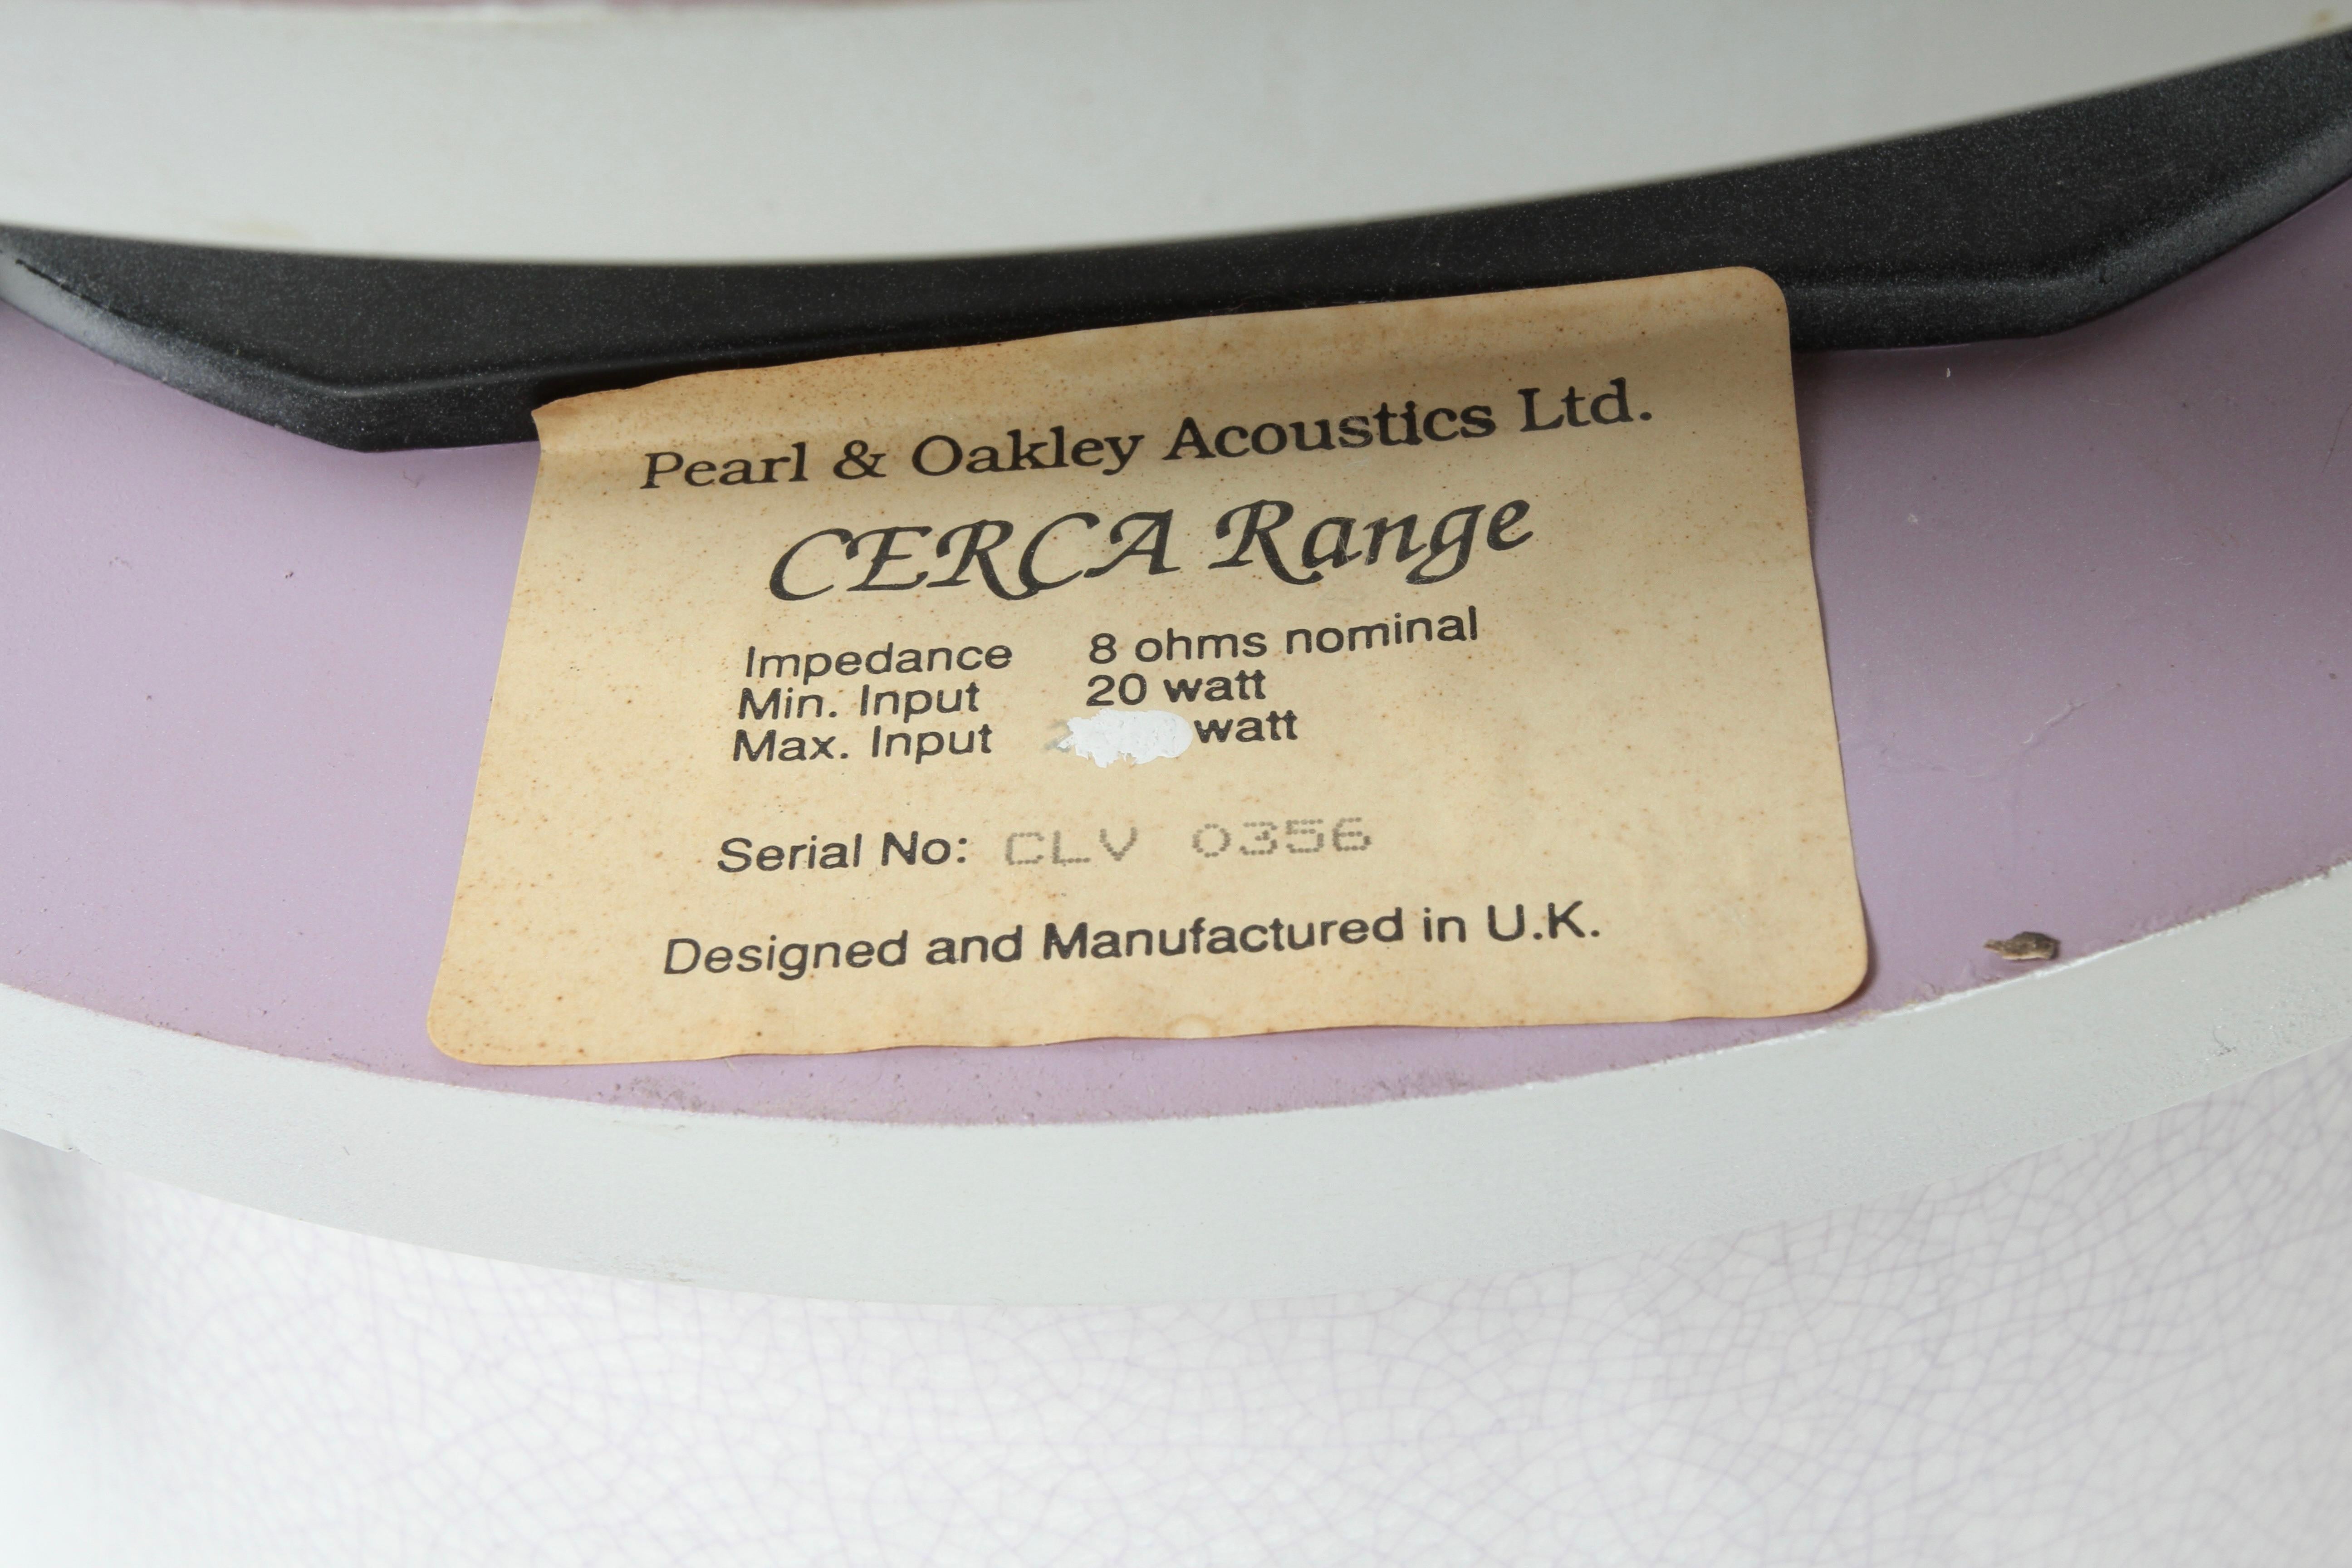 Pearl & Oakley Acoustics Ltd.
CERCA Range
Impedance 8 ohms nominal
Min. Input 20 watt
Max. Input watt
Serial No: CLV 0356
Designed and Manufactured in U.K.